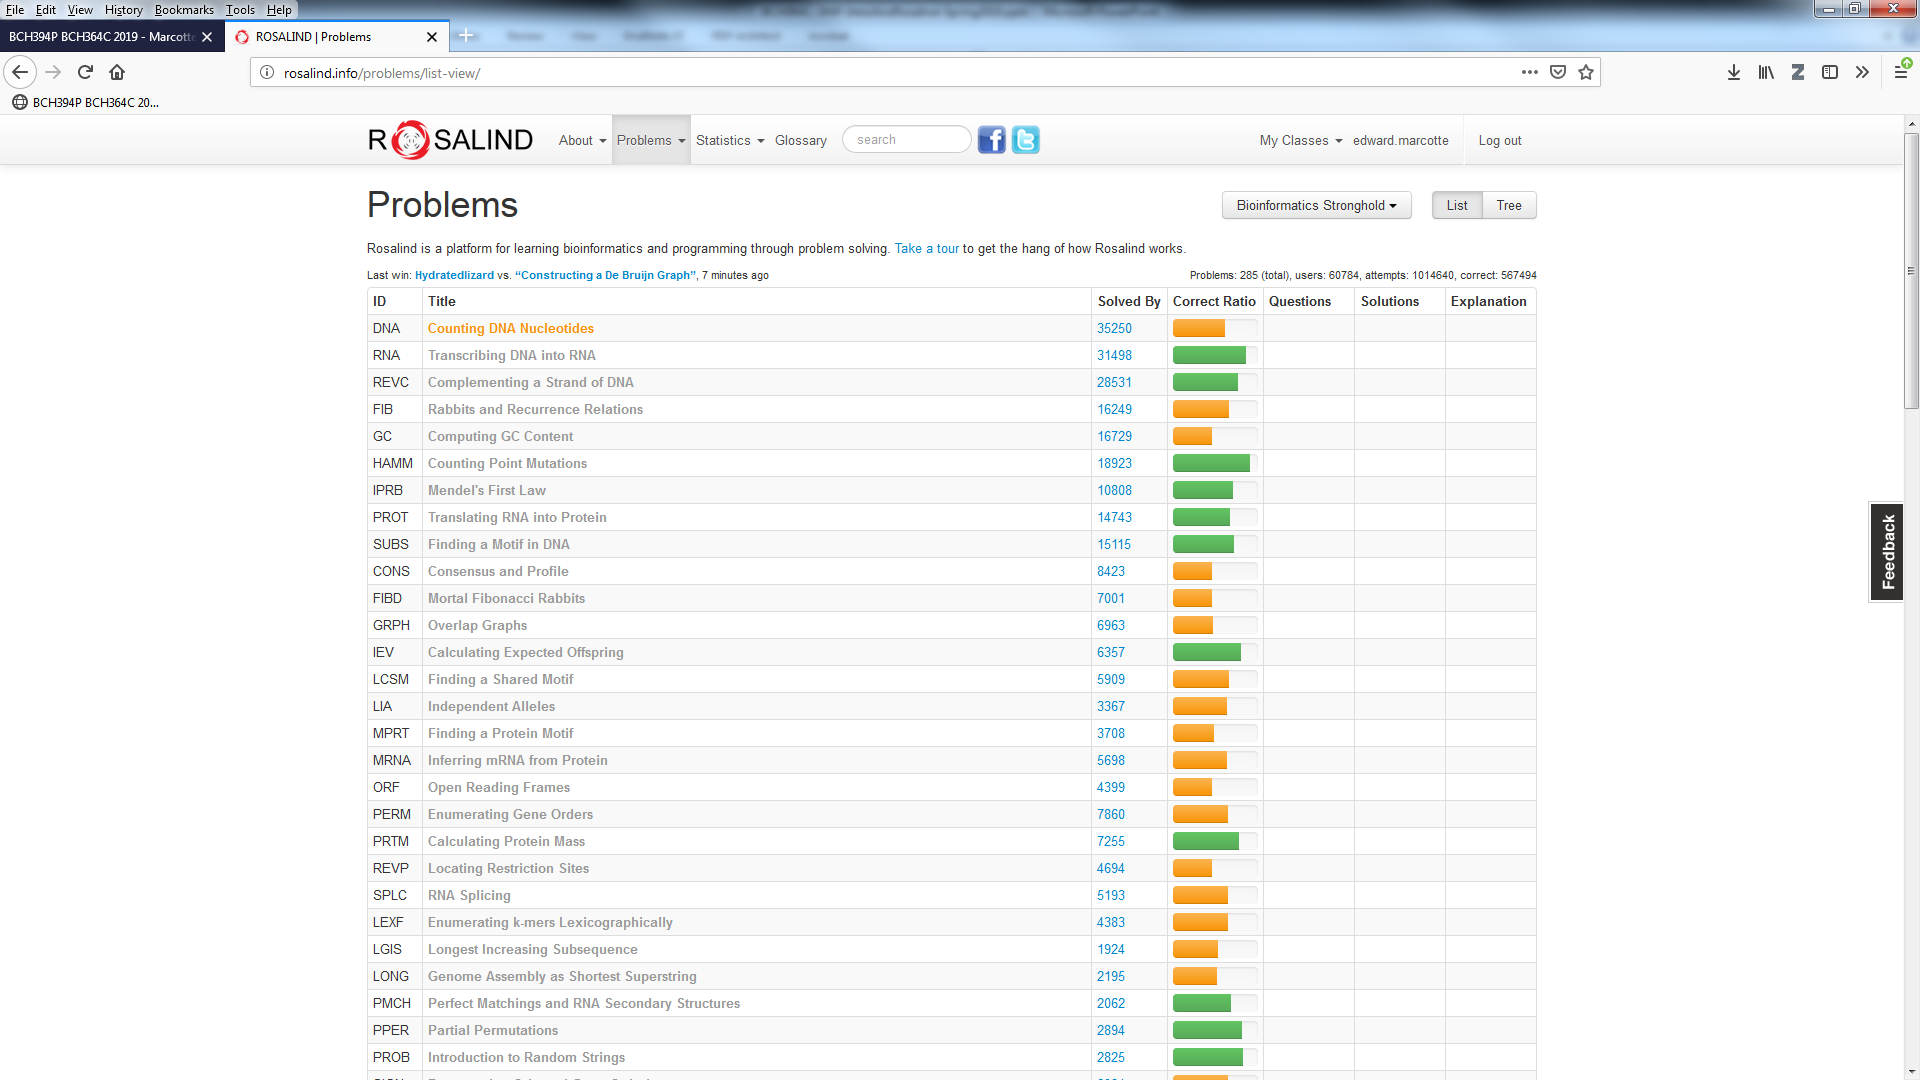 File Edit View History Bookmarks Tools Help
BCH394P BCH364C 2019 - Marcott
ROSALIND | Problems
rosalind.info/problems/list-view/
BCH394P BCH364C 20...
ROSALIND About Problems Statistics Glossary search My Classes edward.marcotte Log out
Problems Bioinformatics Stronghold List Tree
Rosalind is a platform for learning bioinformatics and programming through problem solving. Take a tour to get the hang of how Rosalind works.
Last win: Hydratedlizard vs. “Constructing a De Bruijn Graph”, 7 minutes ago Problems: 285 (total), users: 60784, attempts: 1014640, correct: 567494
ID Title Solved By Correct Ratio Questions Solutions Explanation
DNA Counting DNA Nucleotides 35250
RNA Transcribing DNA into RNA 31498
REVC Complementing a Strand of DNA 28531
FIB Rabbits and Recurrence Relations 16249
GC Computing GC Content 16729
HAMM Counting Point Mutations 18923
IPRB Mendel's First Law 10808
PROT Translating RNA into Protein 14743
SUBS Finding a Motif in DNA 15115
CONS Consensus and Profile 8423
FIBD Mortal Fibonacci Rabbits 7001
GRPH Overlap Graphs 6963
IEV Calculating Expected Offspring 6357
LCSM Finding a Shared Motif 5909
LIA Independent Alleles 3367
MPRT Finding a Protein Motif 3708
MRNA Inferring mRNA from Protein 5698
ORF Open Reading Frames 4399
PERM Enumerating Gene Orders 7860
PRTM Calculating Protein Mass 7255
REVP Locating Restriction Sites 4694
SPLC RNA Splicing 5193
LEXF Enumerating k-mers Lexicographically 4383
LGIS Longest Increasing Subsequence 1924
LONG Genome Assembly as Shortest Superstring 2195
PMCH Perfect Matchings and RNA Secondary Structures 2062
PPER Partial Permutations 2894
PROB Introduction to Random Strings 2825
Feedback